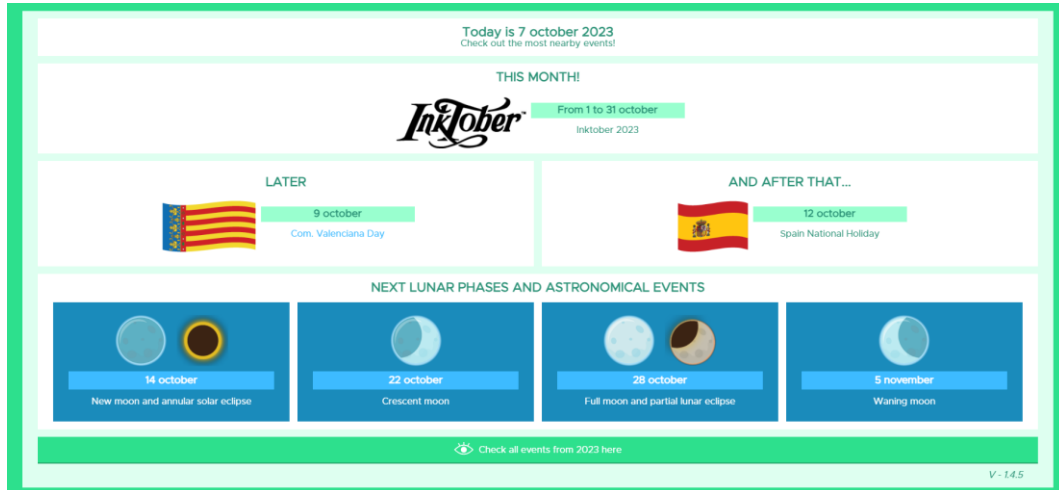 Today is 7 october 2023
Check out the most nearby events!
THIS MONTH!
InkTober™
From 1 to 31 october
Inktober 2023
LATER
9 october
Com. Valenciana Day
AND AFTER THAT...
12 october
Spain National Holiday
NEXT LUNAR PHASES AND ASTRONOMICAL EVENTS
14 october
New moon and annular solar eclipse
22 october
Crescent moon
28 october
Full moon and partial lunar eclipse
5 november
Waning moon
Check all events from 2023 here
V - 1.4.5